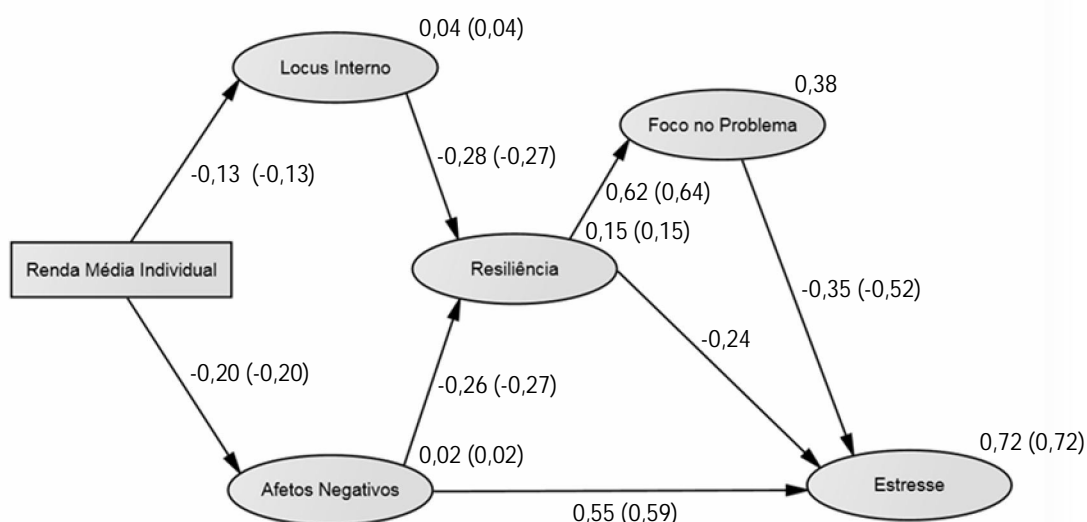 0,04 (0,04)
Locus Interno
0,38
Foco no Problema
-0,13 (-0,13)
-0,28 (-0,27)
0,62 (0,64)
0,15 (0,15)
Renda Média Individual
Resiliência
-0,35 (-0,52)
-0,24
-0,20 (-0,20)
-0,26 (-0,27)
0,02 (0,02)
0,72 (0,72)
Afetos Negativos
Estresse
0,55 (0,59)